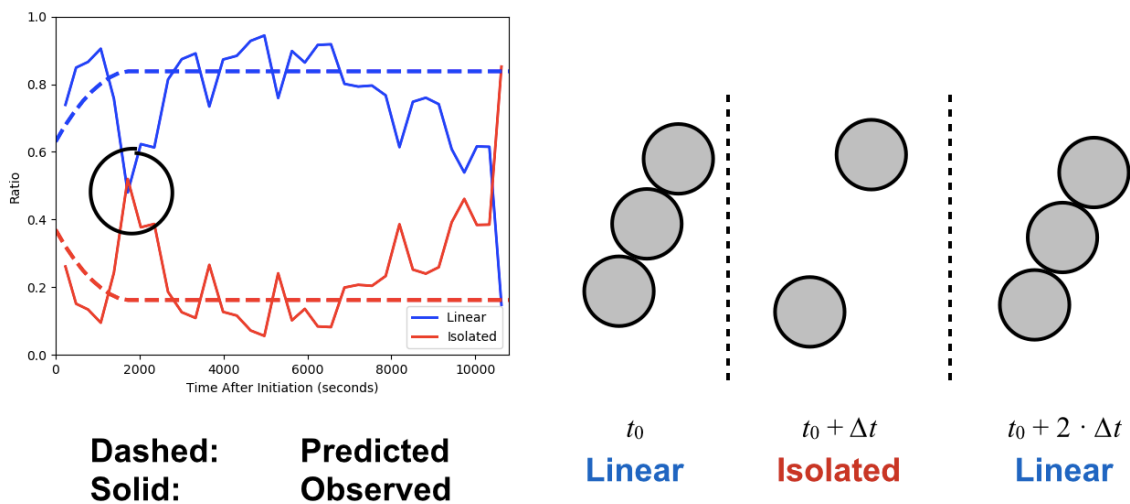 1.0
0.8
0.6
0.4
0.2
0.0
Ratio
0 2000 4000 6000 8000 10000
Time After Initiation (seconds)
Linear
Isolated
Dashed: Predicted
Solid: Observed
t₀
t₀ + Δt
t₀ + 2 · Δt
Linear
Isolated
Linear